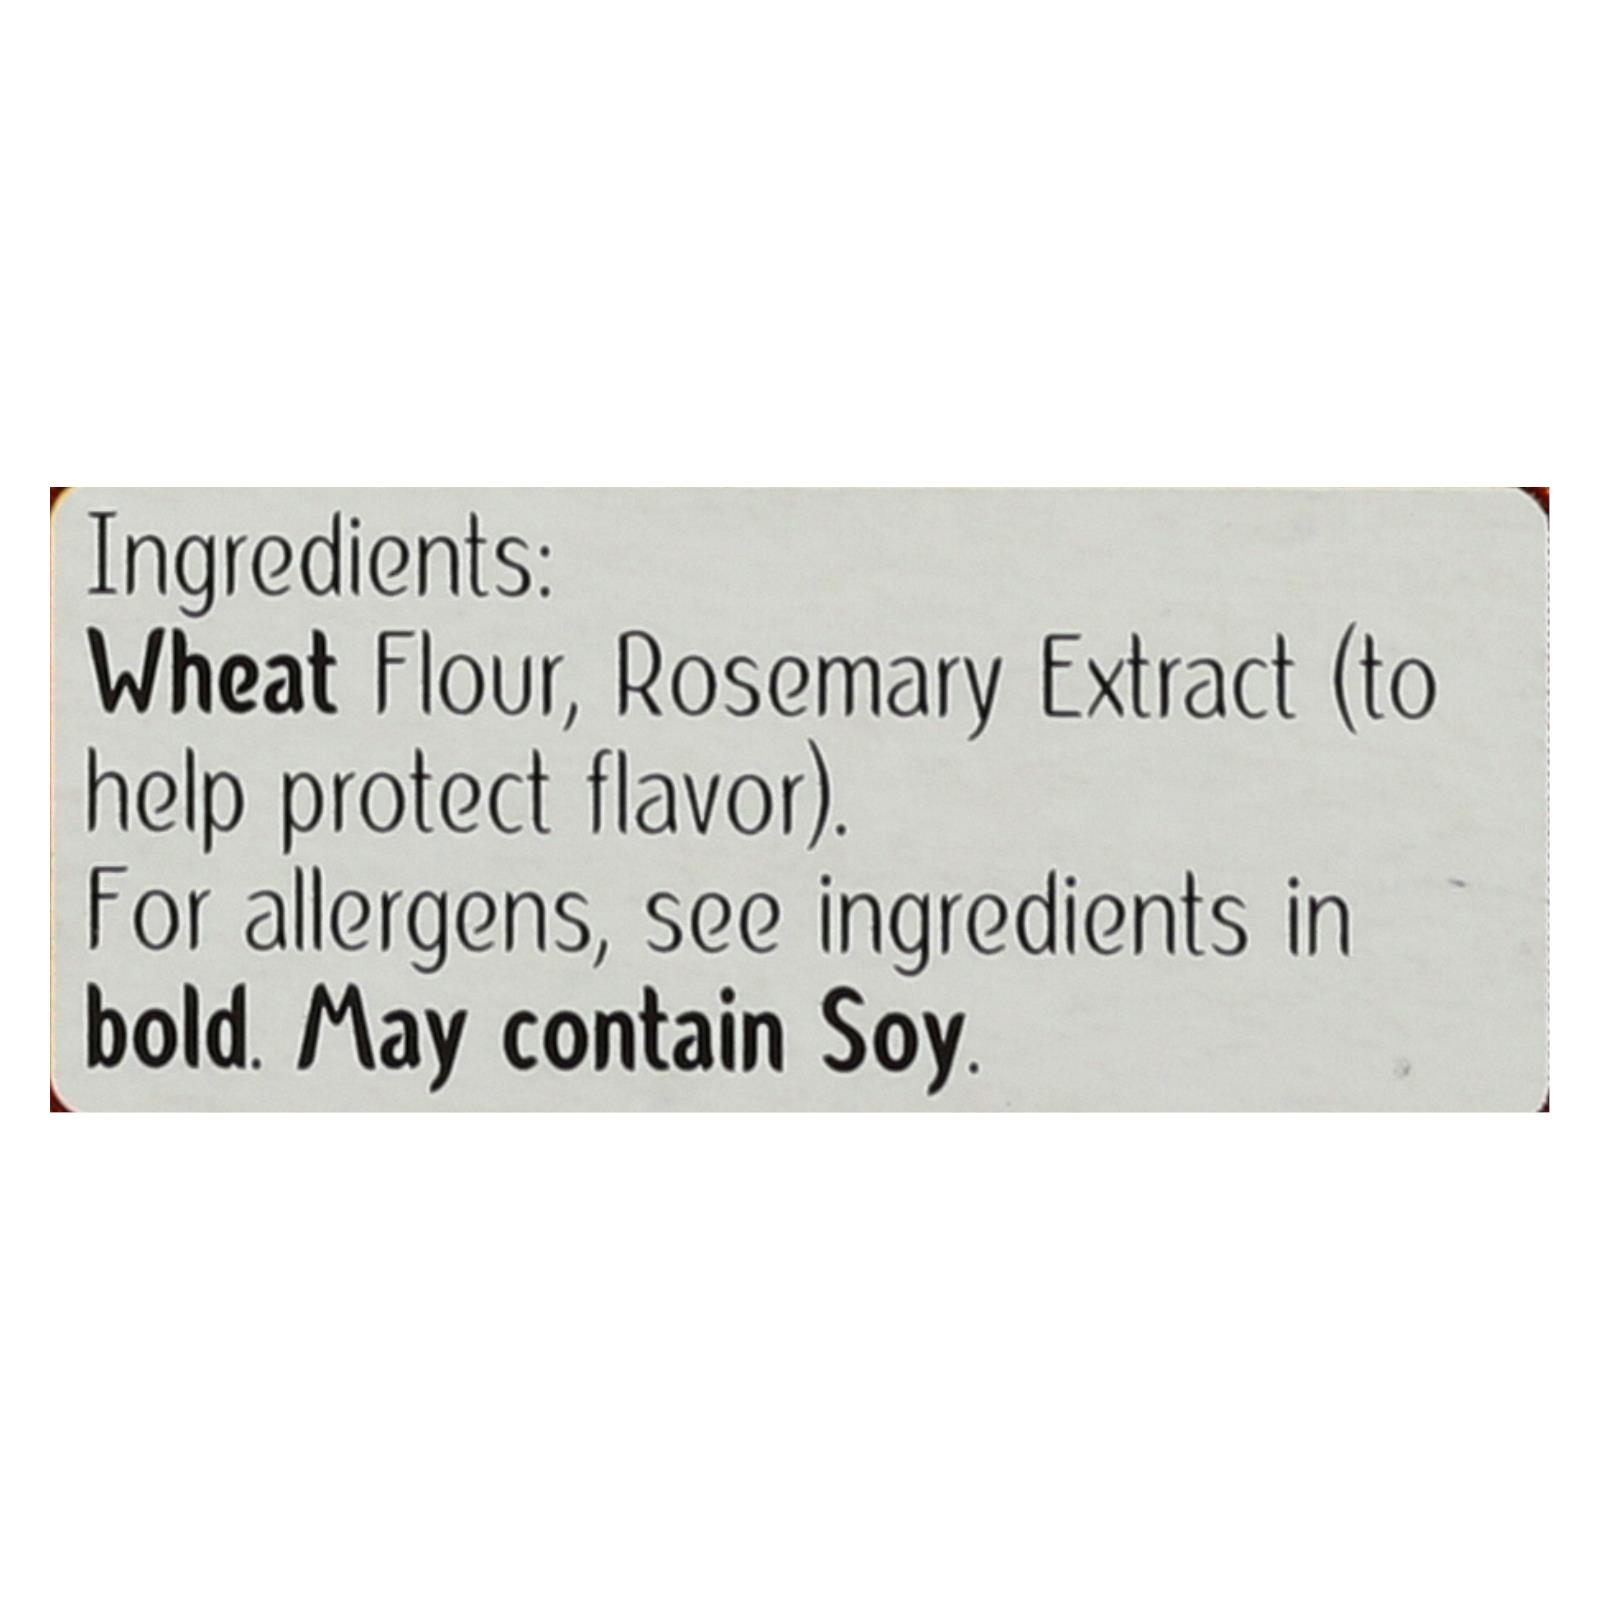 Ingredients:
Wheat Flour, Rosemary Extract (to
help protect flavor).
For allergens, see ingredients in
bold. May contain Soy.